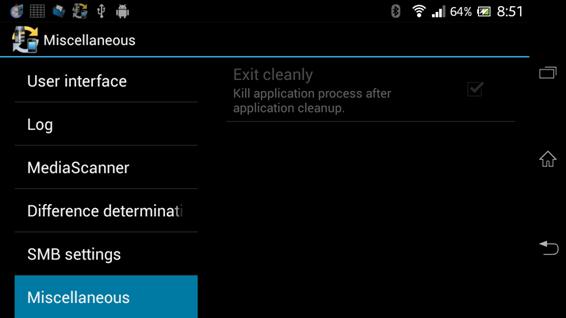 64% 8:51
Miscellaneous
User interface
Log
MediaScanner
Difference determinati
SMB settings
Miscellaneous
Exit cleanly
Kill application process after
application cleanup.